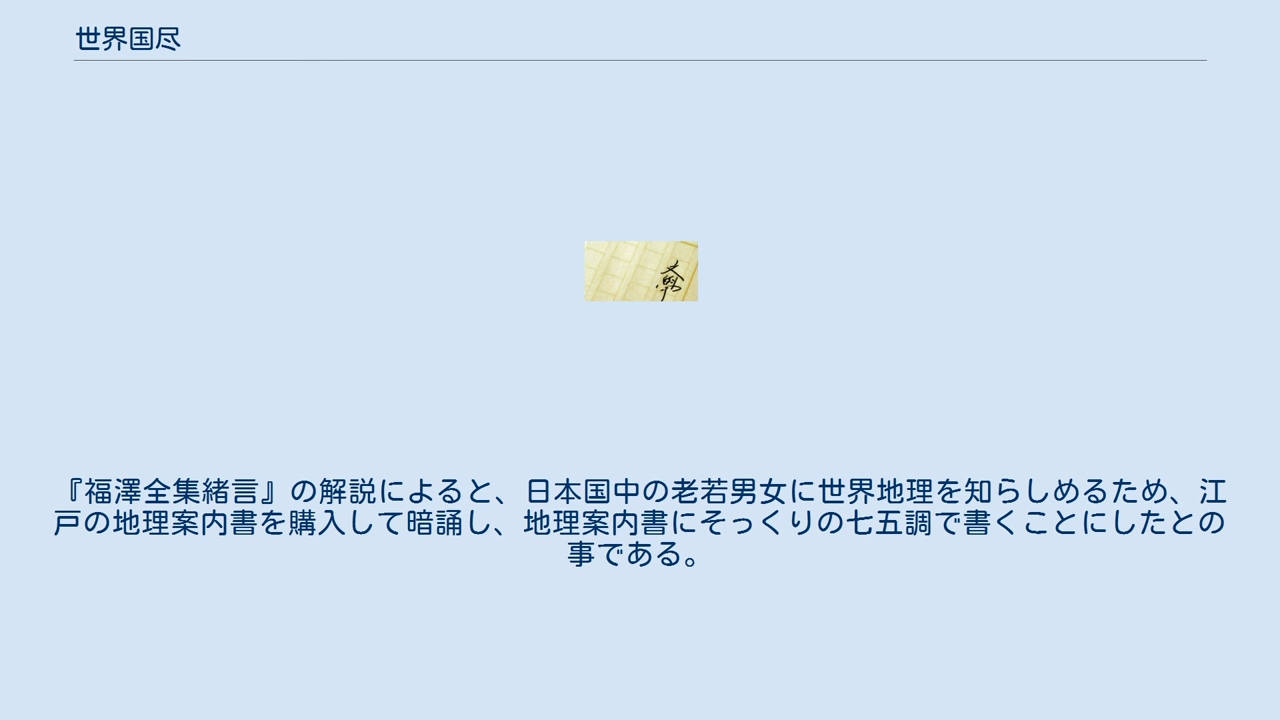 世界国尽
『福澤全集緒言』の解説によると、日本国中の老若男女に世界地理を知らしめるため、江
戸の地理案内書を購入して暗誦し、地理案内書にそっくりの七五調で書くことにしたとの
事である。